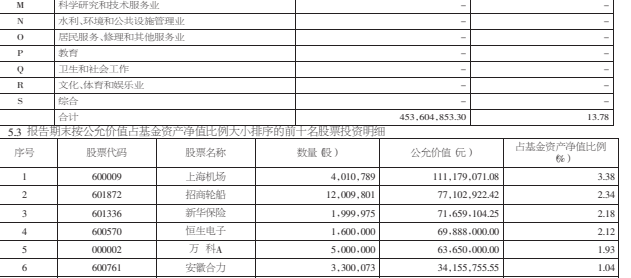 M 科学研究和技术服务业 – –
N 水利、环境和公共设施管理业 – –
O 居民服务、修理和其他服务业 – –
P 教育 – –
Q 卫生和社会工作 – –
R 文化、体育和娱乐业 – –
S 综合 – –
合计 453,604,853.30 13.78
5.3 报告期末按公允价值占基金资产净值比例大小排序的前十名股票投资明细
序号 股票代码 股票名称 数量(股) 公允价值(元) 占基金资产净值比例(%)
1 600009 上海机场 4,010,789 111,179,071.08 3.38
2 601872 招商轮船 12,009,801 77,102,922.42 2.34
3 601336 新华保险 1,999,975 71,659,104.25 2.18
4 600570 恒生电子 1,600,000 69,888,000.00 2.12
5 000002 万 科A 5,000,000 63,650,000.00 1.93
6 600761 安徽合力 3,300,073 34,155,755.55 1.04